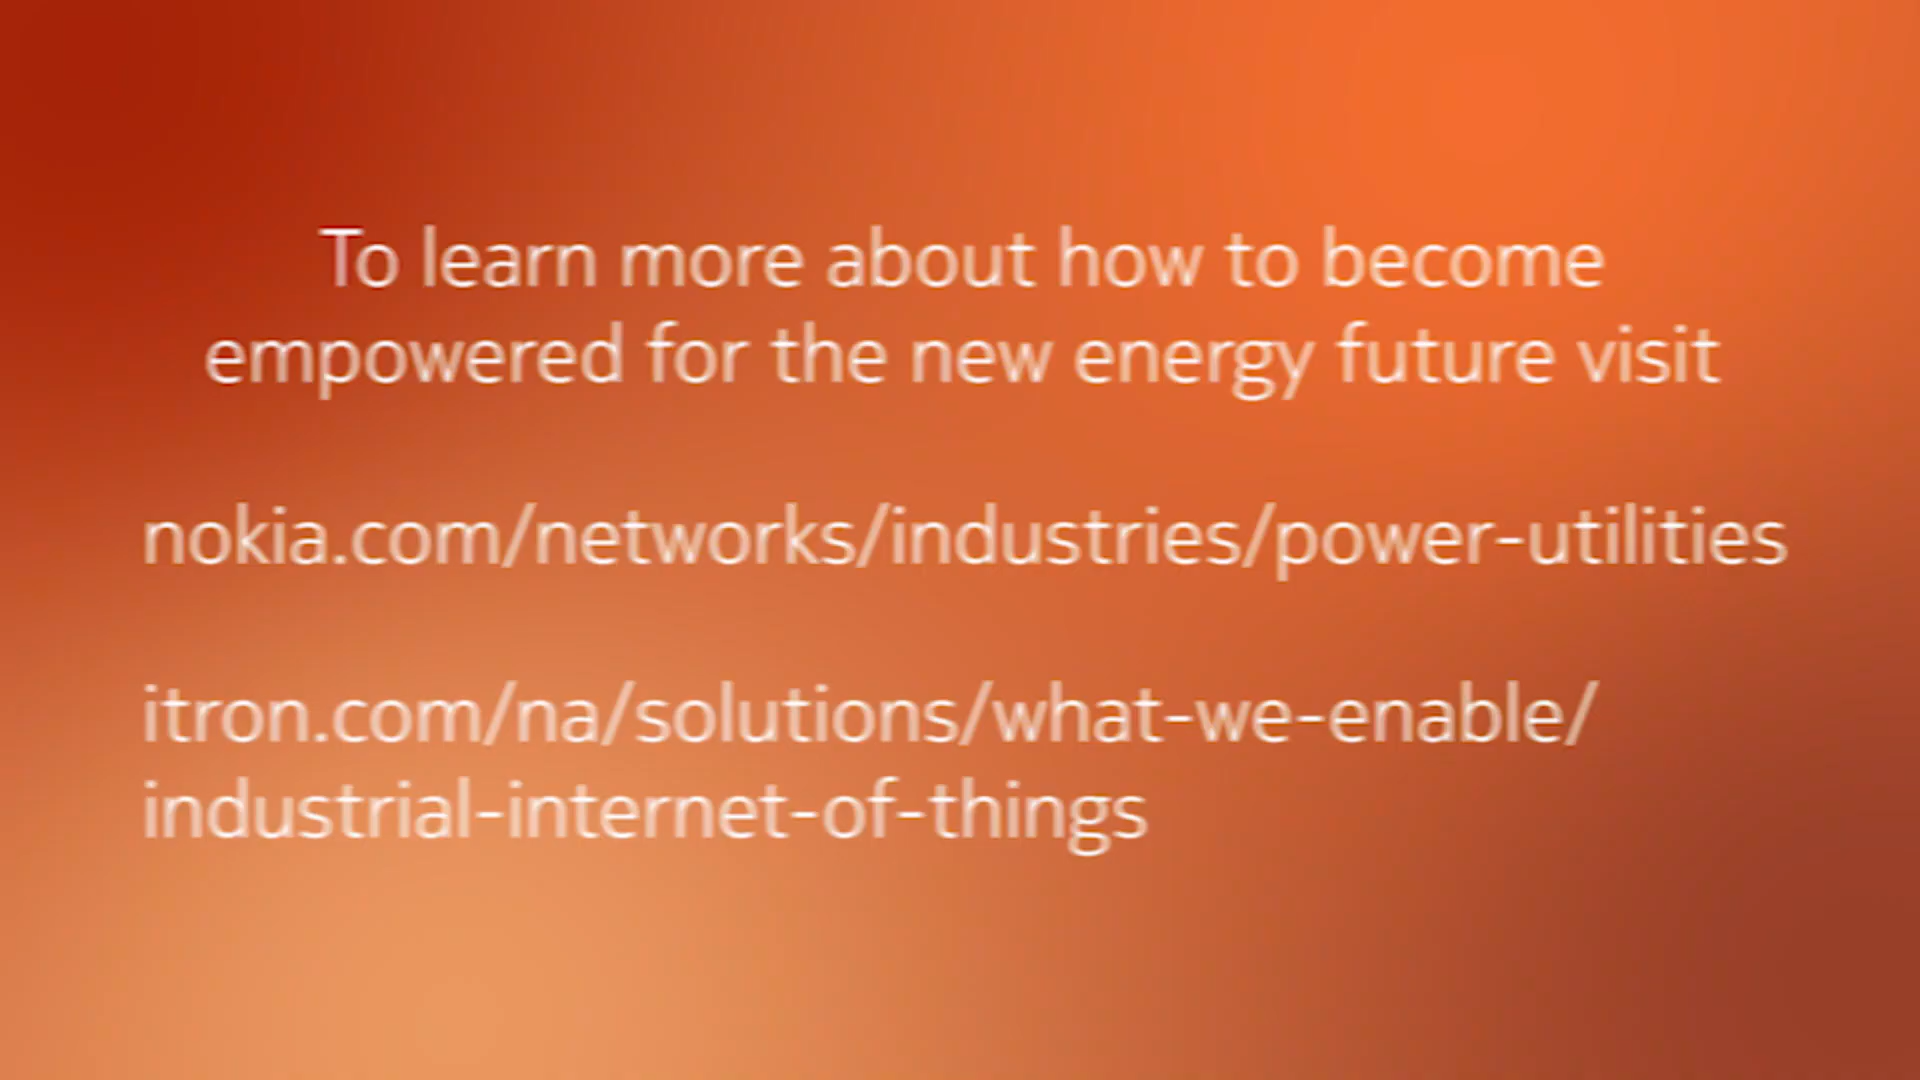 To learn more about how to become
empowered for the new energy future visit
nokia.com/networks/industries/power-utilities
itron.com/na/solutions/what-we-enable/
industrial-internet-of-things